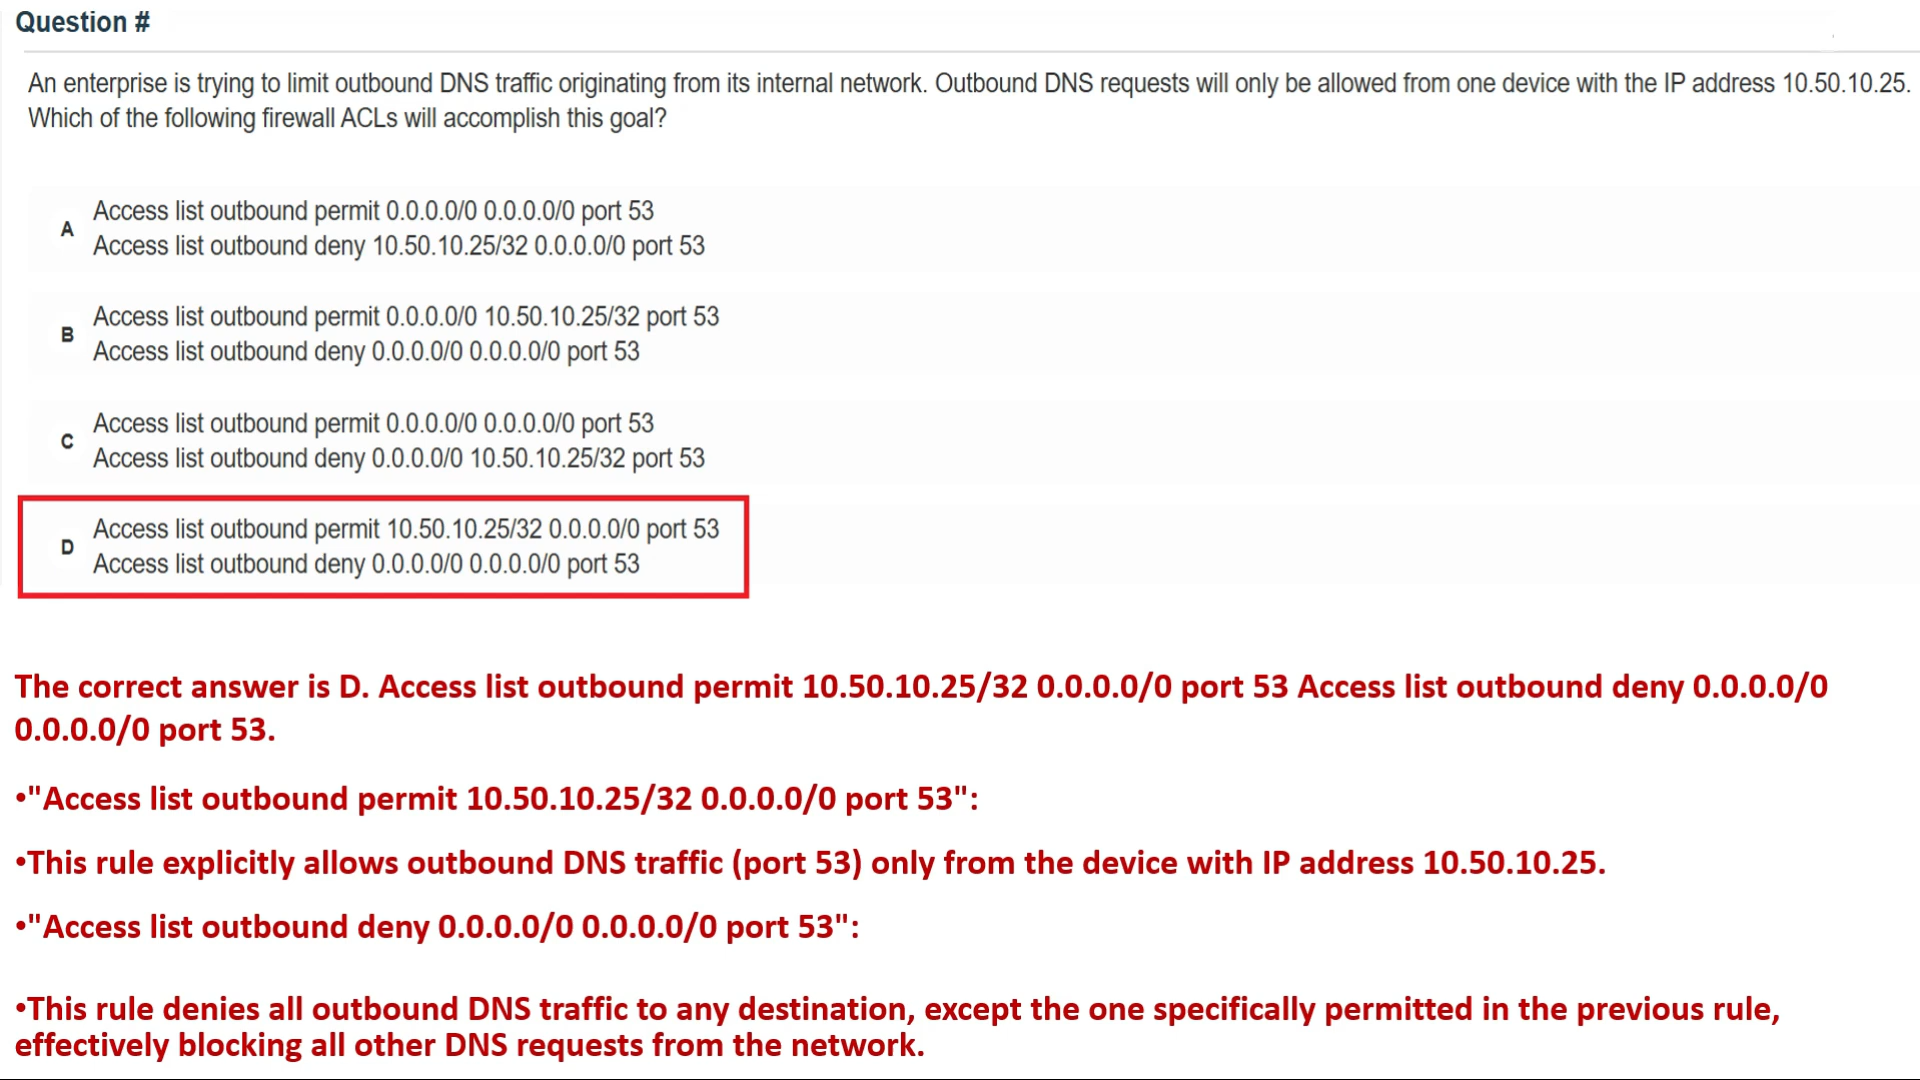 Question #
An enterprise is trying to limit outbound DNS traffic originating from its internal network. Outbound DNS requests will only be allowed from one device with the IP address 10.50.10.25.
Which of the following firewall ACLs will accomplish this goal?
A
Access list outbound permit 0.0.0.0/0 0.0.0.0/0 port 53
Access list outbound deny 10.50.10.25/32 0.0.0.0/0 port 53
B
Access list outbound permit 0.0.0.0/0 10.50.10.25/32 port 53
Access list outbound deny 0.0.0.0/0 0.0.0.0/0 port 53
C
Access list outbound permit 0.0.0.0/0 0.0.0.0/0 port 53
Access list outbound deny 0.0.0.0/0 10.50.10.25/32 port 53
D
Access list outbound permit 10.50.10.25/32 0.0.0.0/0 port 53
Access list outbound deny 0.0.0.0/0 0.0.0.0/0 port 53
The correct answer is D. Access list outbound permit 10.50.10.25/32 0.0.0.0/0 port 53 Access list outbound deny 0.0.0.0/0
0.0.0.0/0 port 53.
•"Access list outbound permit 10.50.10.25/32 0.0.0.0/0 port 53":
•This rule explicitly allows outbound DNS traffic (port 53) only from the device with IP address 10.50.10.25.
•"Access list outbound deny 0.0.0.0/0 0.0.0.0/0 port 53":
•This rule denies all outbound DNS traffic to any destination, except the one specifically permitted in the previous rule,
effectively blocking all other DNS requests from the network.